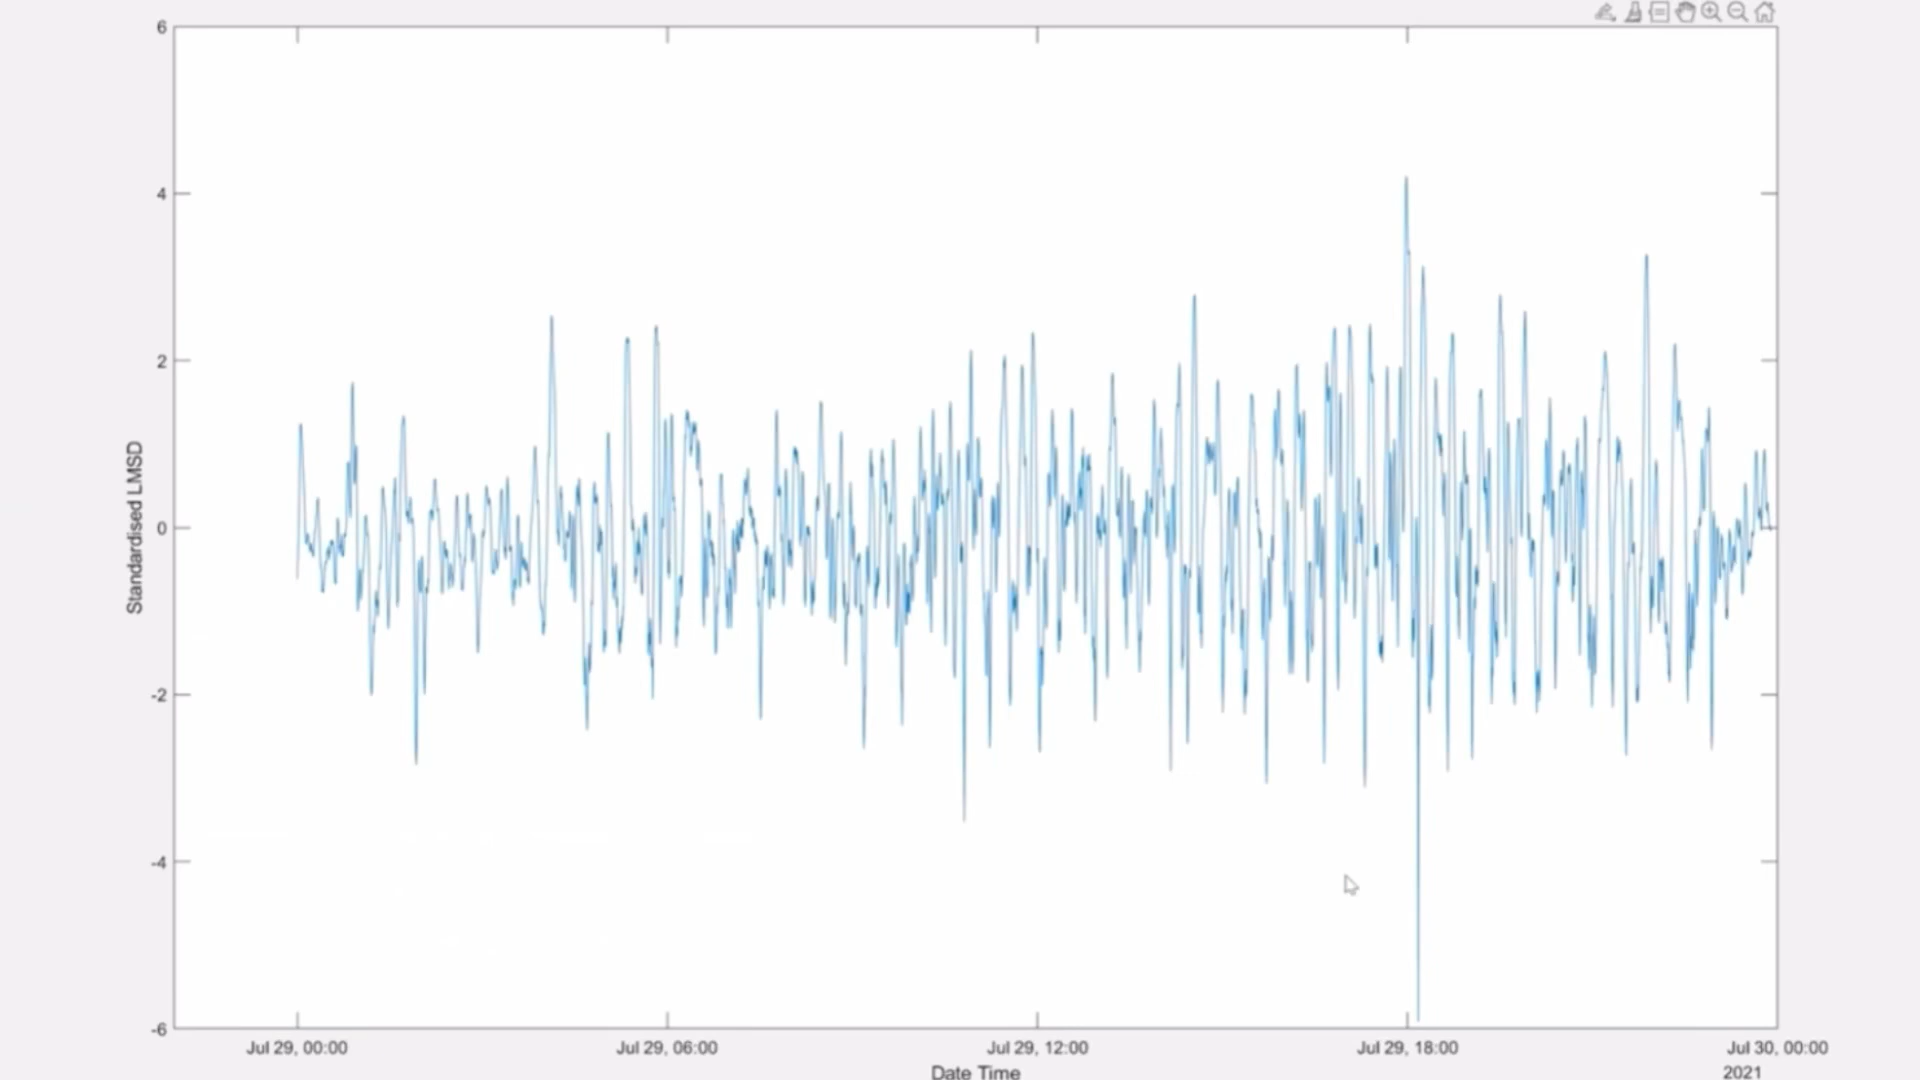 6
4
2
0
-2
-4
-6
Standardised LMSD
Jul 29, 00:00
Jul 29, 06:00
Jul 29, 12:00
Jul 29, 18:00
Jul 30, 00:00
Date Time
2021